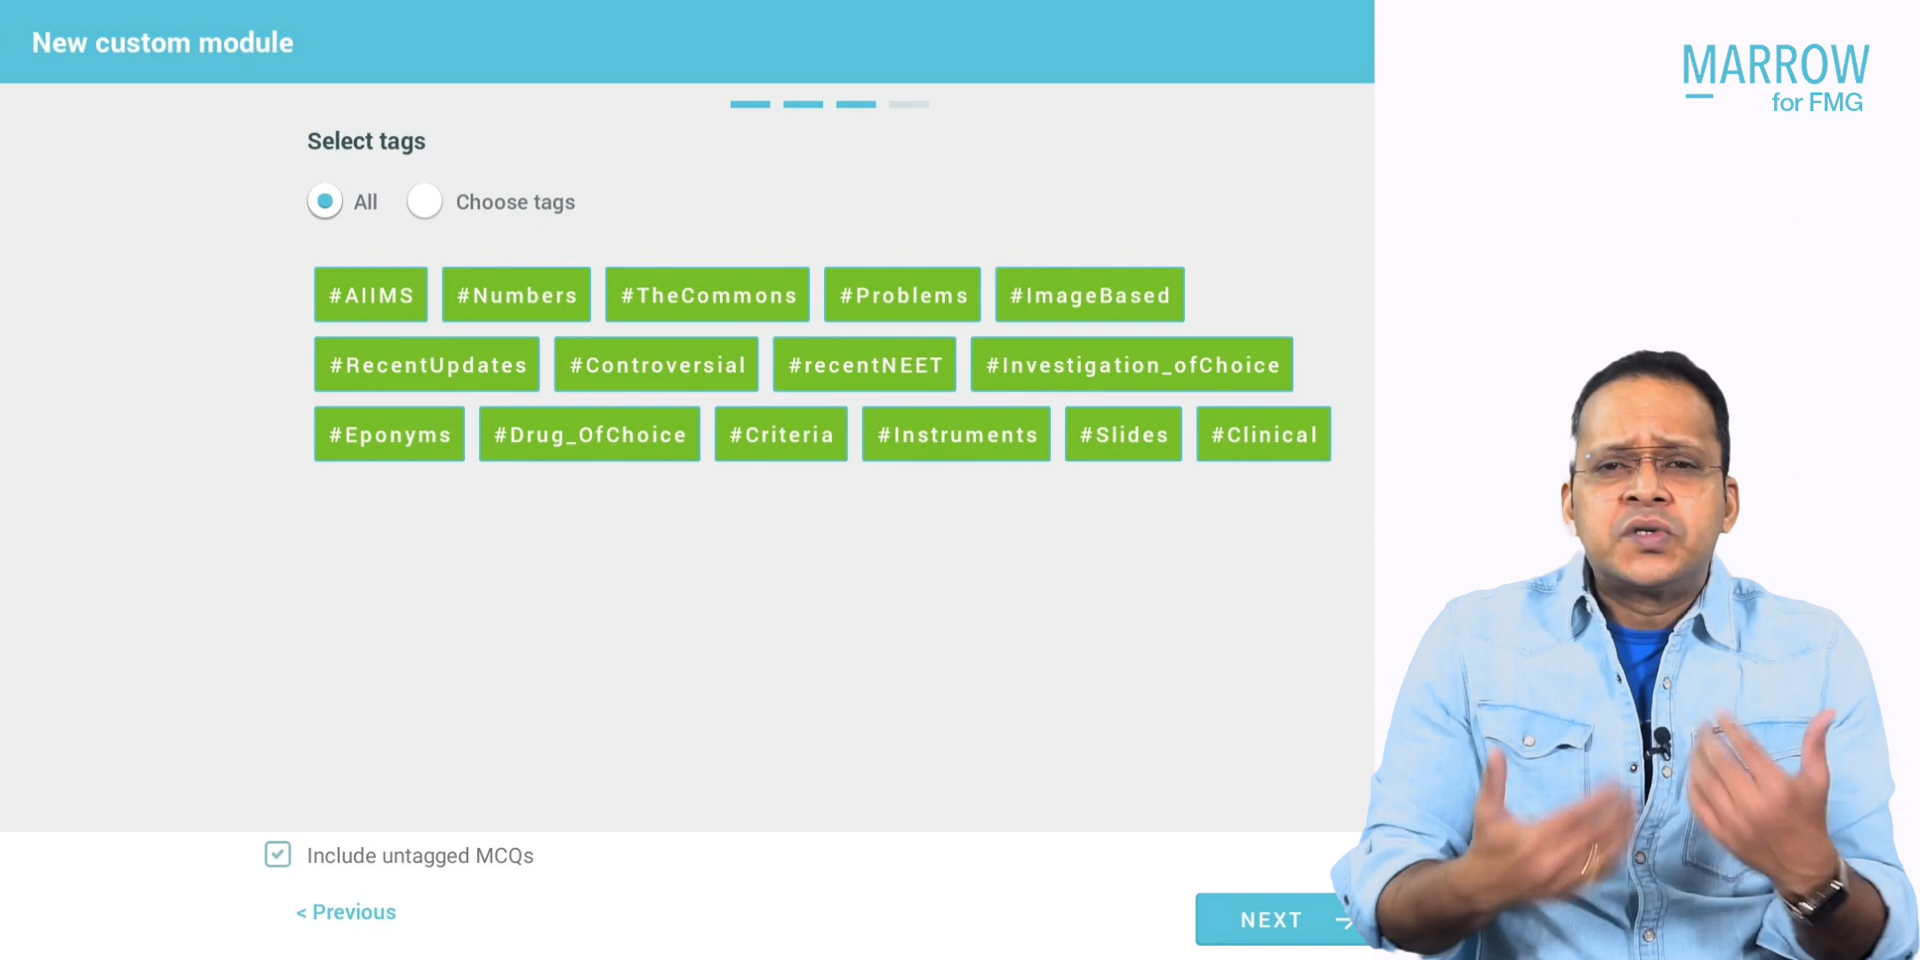 New custom module
MARROW
for FMG
Select tags
All Choose tags
#AIIMS #Numbers #TheCommons #Problems #ImageBased
#RecentUpdates #Controversial #recentNEET #Investigation_ofChoice
#Eponyms #Drug_OfChoice #Criteria #Instruments #Slides #Clinical
Include untagged MCQs
< Previous
NEXT →